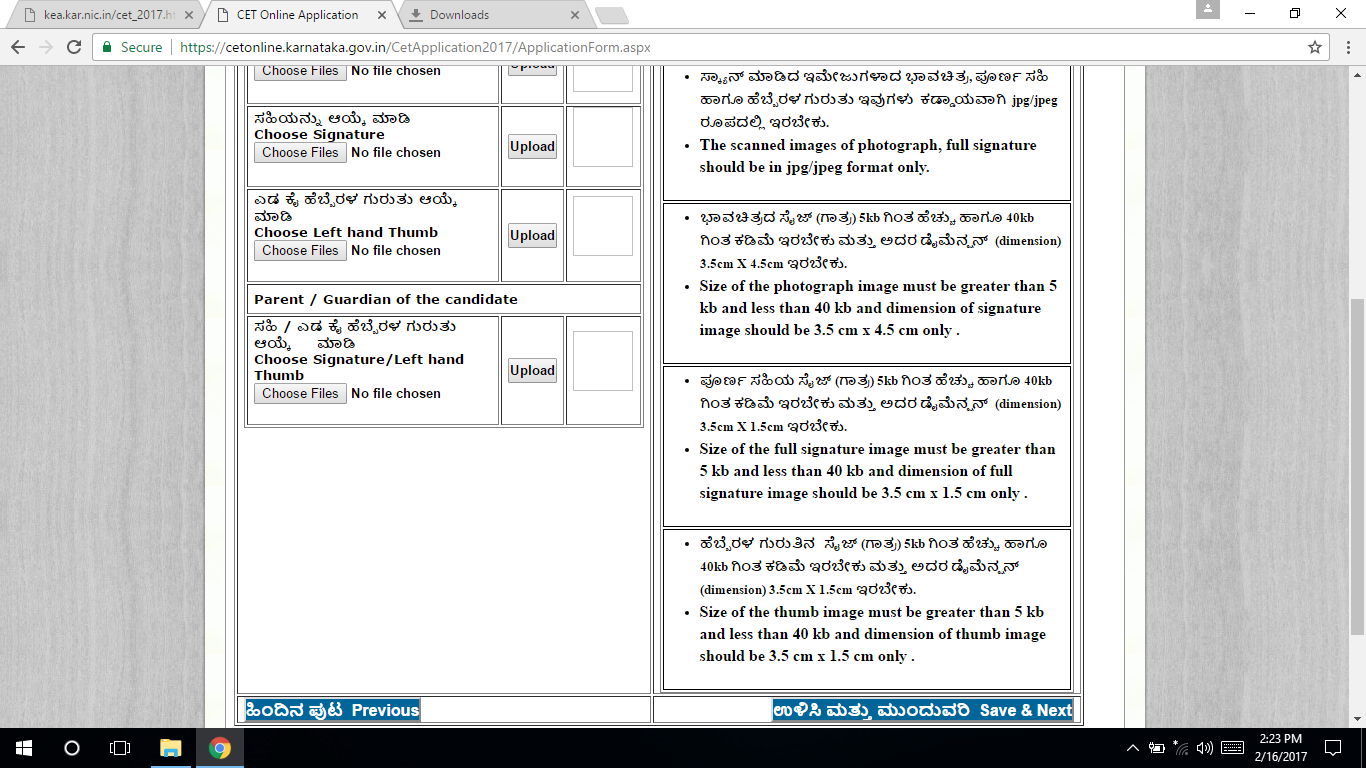 kea.kar.nic.in/cet_2017.ht
CET Online Application
Downloads
Secure
https://cetonline.karnataka.gov.in/CetApplication2017/ApplicationForm.aspx
Choose Files No file chosen
Upload
ಸಹಿಯನ್ನು ಆಯ್ಕೆ ಮಾಡಿ
Choose Signature
Choose Files No file chosen
Upload
ಎಡ ಕೈ ಹೆಬ್ಬೆರಳ ಗುರುತು ಆಯ್ಕೆ
ಮಾಡಿ
Choose Left hand Thumb
Choose Files No file chosen
Upload
Parent / Guardian of the candidate
ಸಹಿ / ಎಡ ಕೈ ಹೆಬ್ಬೆರಳ ಗುರುತು
ಆಯ್ಕೆ ಮಾಡಿ
Choose Signature/Left hand
Thumb
Choose Files No file chosen
Upload
• ಸ್ಕ್ಯಾನ್ ಮಾಡಿದ ಇಮೇಜುಗಳಾದ ಭಾವಚಿತ್ರ, ಪೂರ್ಣ ಸಹಿ
ಹಾಗೂ ಹೆಬ್ಬೆರಳ ಗುರುತು ಇವುಗಳು ಕಡ್ಡಾಯವಾಗಿ jpg/jpeg
ರೂಪದಲ್ಲಿ ಇರಬೇಕು.
• The scanned images of photograph, full signature
should be in jpg/jpeg format only.
• ಭಾವಚಿತ್ರದ ಸೈಜ್ (ಗಾತ್ರ) 5kb ಗಿಂತ ಹೆಚ್ಚು ಹಾಗೂ 40kb
ಗಿಂತ ಕಡಿಮೆ ಇರಬೇಕು ಮತ್ತು ಅದರ ಡೈಮೆನ್ಷನ್ (dimension)
3.5cm X 4.5cm ಇರಬೇಕು.
• Size of the photograph image must be greater than 5
kb and less than 40 kb and dimension of signature
image should be 3.5 cm x 4.5 cm only .
• ಪೂರ್ಣ ಸಹಿಯ ಸೈಜ್ (ಗಾತ್ರ) 5kb ಗಿಂತ ಹೆಚ್ಚು ಹಾಗೂ 40kb
ಗಿಂತ ಕಡಿಮೆ ಇರಬೇಕು ಮತ್ತು ಅದರ ಡೈಮೆನ್ಷನ್ (dimension)
3.5cm X 1.5cm ಇರಬೇಕು.
• Size of the full signature image must be greater than
5 kb and less than 40 kb and dimension of full
signature image should be 3.5 cm x 1.5 cm only .
• ಹೆಬ್ಬೆರಳ ಗುರುತಿನ ಸೈಜ್ (ಗಾತ್ರ) 5kb ಗಿಂತ ಹೆಚ್ಚು ಹಾಗೂ
40kb ಗಿಂತ ಕಡಿಮೆ ಇರಬೇಕು ಮತ್ತು ಅದರ ಡೈಮೆನ್ಷನ್
(dimension) 3.5cm X 1.5cm ಇರಬೇಕು.
• Size of the thumb image must be greater than 5 kb
and less than 40 kb and dimension of thumb image
should be 3.5 cm x 1.5 cm only .
ಹಿಂದಿನ ಪುಟ Previous
ಉಳಿಸಿ ಮತ್ತು ಮುಂದುವರಿ Save & Next
2:23 PM
2/16/2017